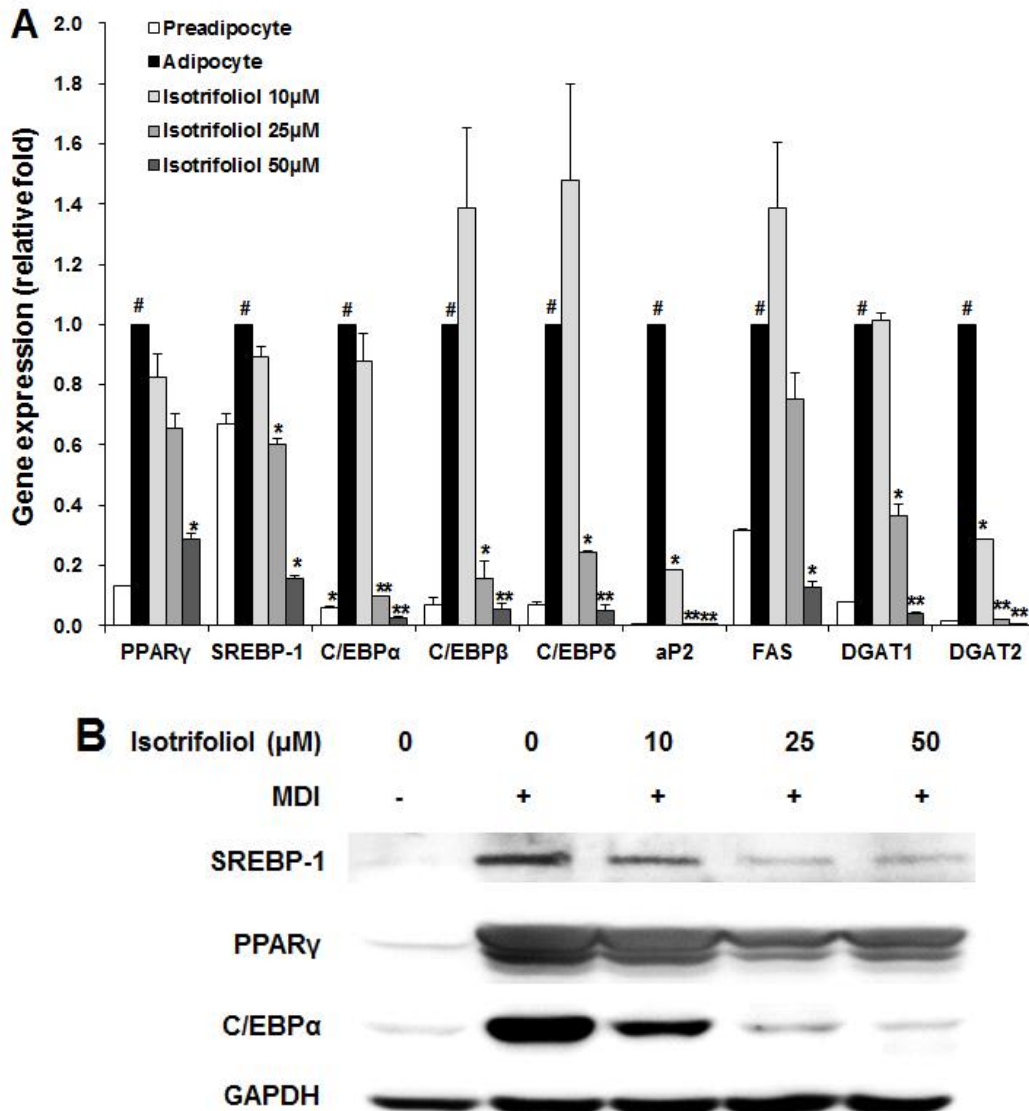 A
Gene expression (relative fold)
2.0
1.8
1.6
1.4
1.2
1.0
0.8
0.6
0.4
0.2
0.0
Preadipocyte
Adipocyte
Isotrifoliol 10µM
Isotrifoliol 25µM
Isotrifoliol 50µM
# # # # # # # # #
* * * * ** ** * ** * ** * ** ** * * ** * ** **
PPARγ SREBP-1 C/EBPα C/EBPβ C/EBPδ aP2 FAS DGAT1 DGAT2
B Isotrifoliol (µM) 0 0 10 25 50
MDI - + + + +
SREBP-1
PPARγ
C/EBPα
GAPDH